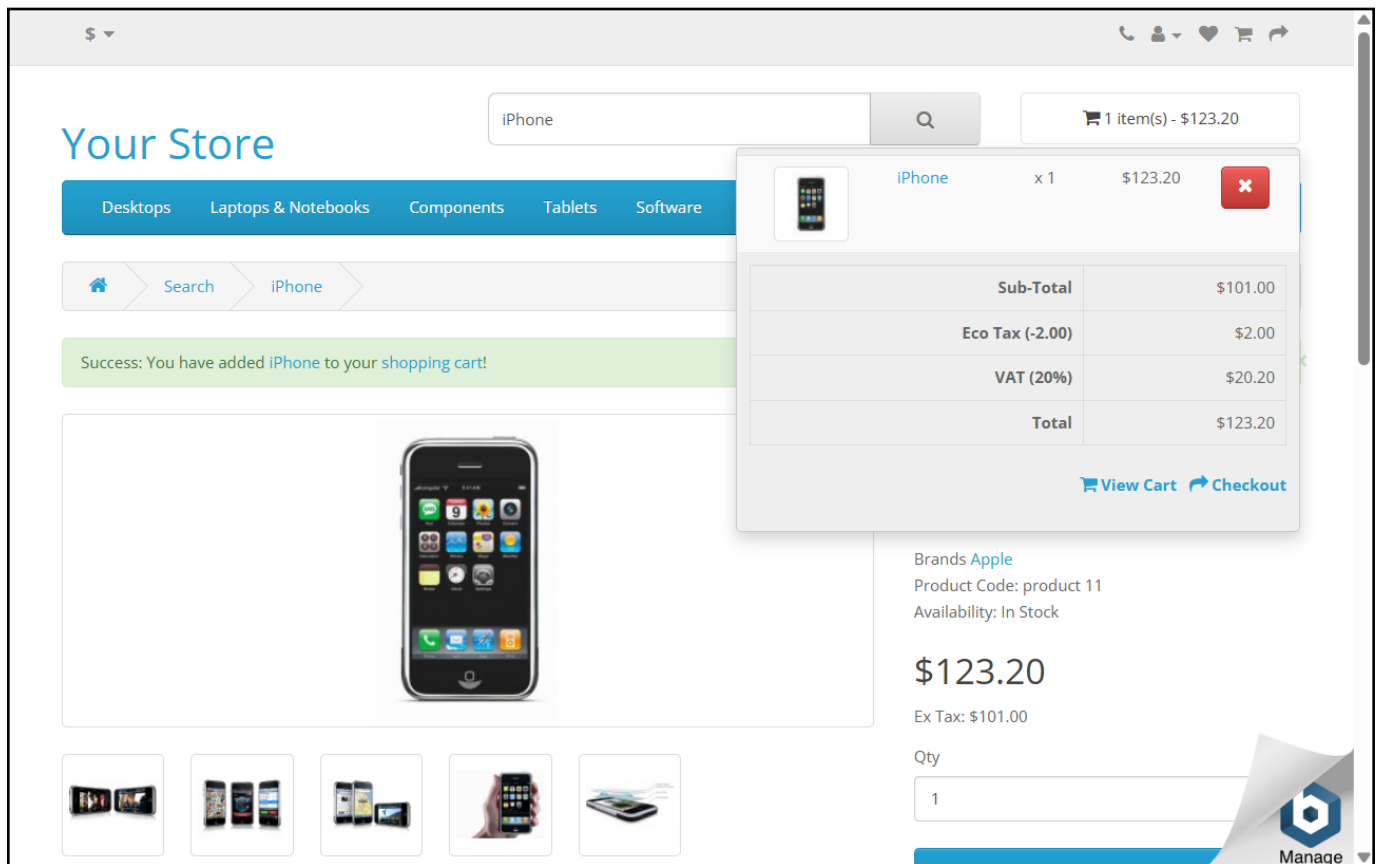 $
iPhone
1 item(s) - $123.20
Your Store
iPhone x 1 $123.20
Desktops Laptops & Notebooks Components Tablets Software
Search iPhone
Sub-Total $101.00
Eco Tax (-2.00) $2.00
VAT (20%) $20.20
Total $123.20
View Cart Checkout
Success: You have added iPhone to your shopping cart!
Brands Apple
Product Code: product 11
Availability: In Stock
$123.20
Ex Tax: $101.00
Qty
1
Manage